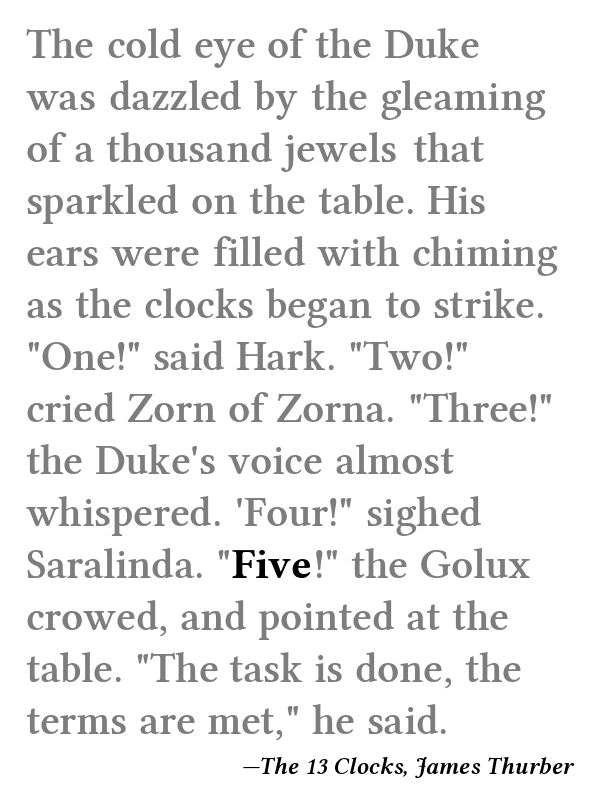 The cold eye of the Duke
was dazzled by the gleaming
of a thousand jewels that
sparkled on the table. His
ears were filled with chiming
as the clocks began to strike.
"One!" said Hark. "Two!"
cried Zorn of Zorna. "Three!"
the Duke's voice almost
whispered. 'Four!" sighed
Saralinda. "Five!" the Golux
crowed, and pointed at the
table. "The task is done, the
terms are met," he said.
—The 13 Clocks, James Thurber